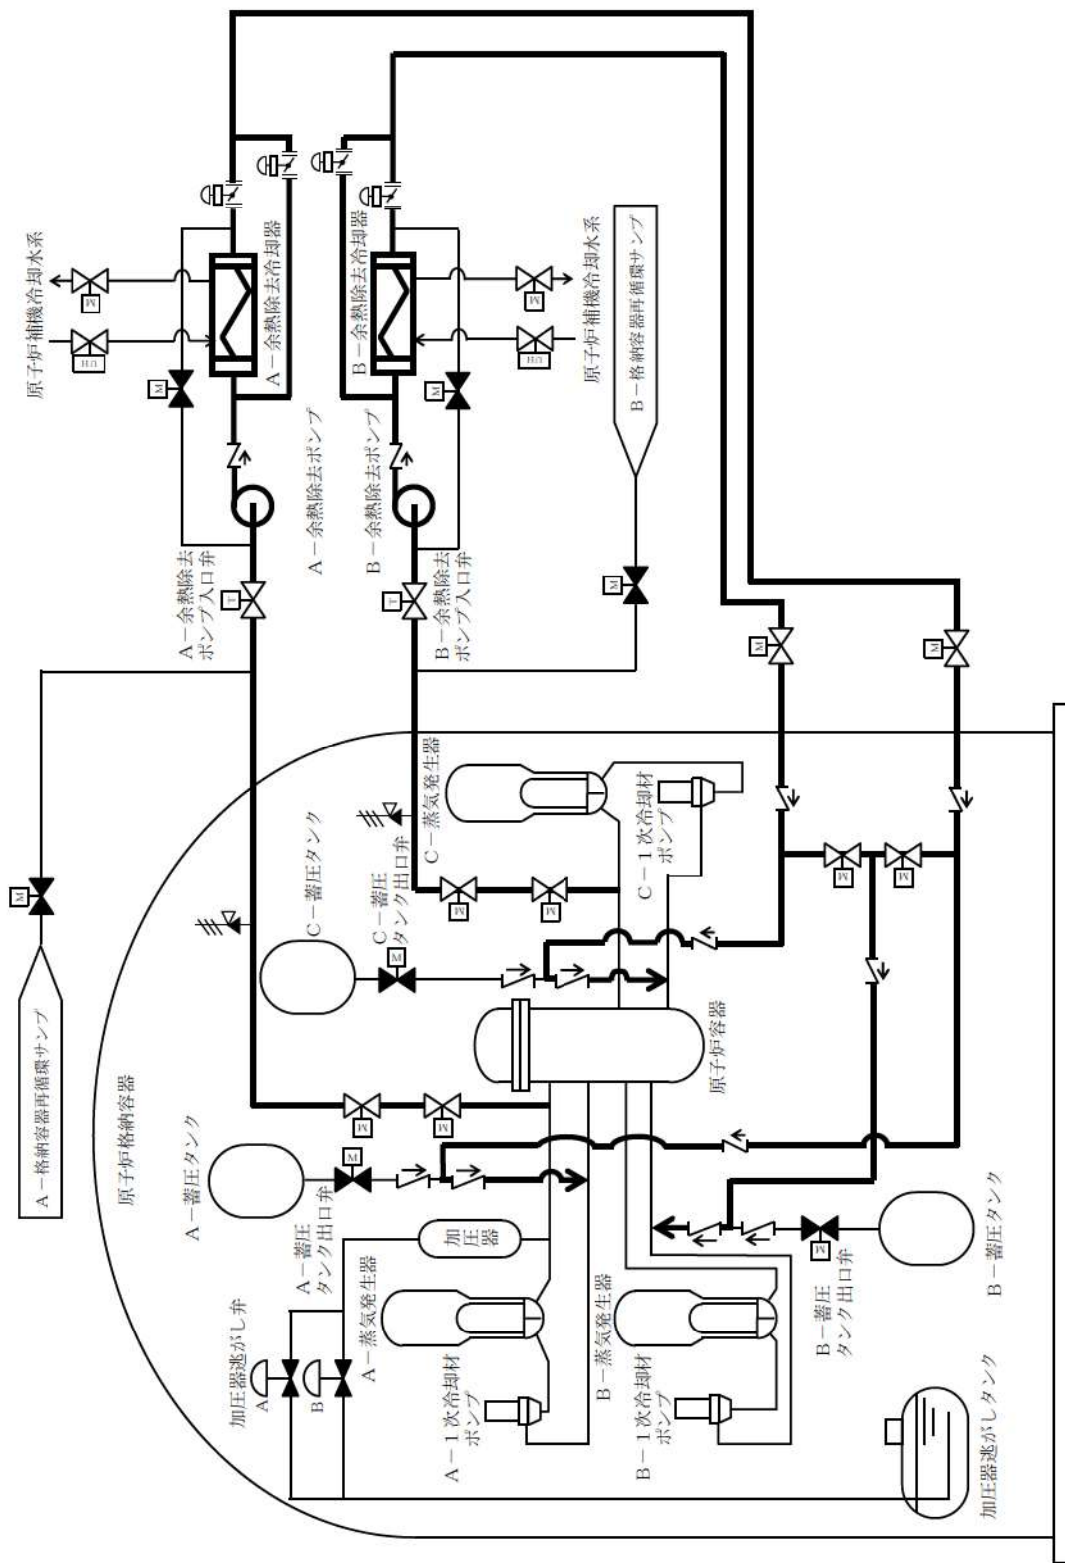 A－格納容器再循環サンプ
M
原子炉格納容器
A－蓄圧タンク
M
A－蓄圧
タンク出口弁
加圧器逃がし弁
A
B
加圧器
A－蒸気発生器
A－1次冷却材
ポンプ
B－蒸気発生器
B－1次冷却材
ポンプ
M
B－蓄圧
タンク出口弁
B－蓄圧タンク
加圧器逃がしタンク
M
M
原子炉容器
C－蓄圧タンク
C－蓄圧
タンク出口弁
M
C－蒸気発生器
M
M
C－1次冷却材
ポンプ
M
M
M
M
A－余熱除去
ポンプ入口弁
T
A－余熱除去ポンプ
B－余熱除去ポンプ
B－余熱除去
ポンプ入口弁
T
M
B－格納容器再循環サンプ
原子炉補機冷却水系
M
M
A－余熱除去冷却器
B－余熱除去冷却器
M
M
原子炉補機冷却水系